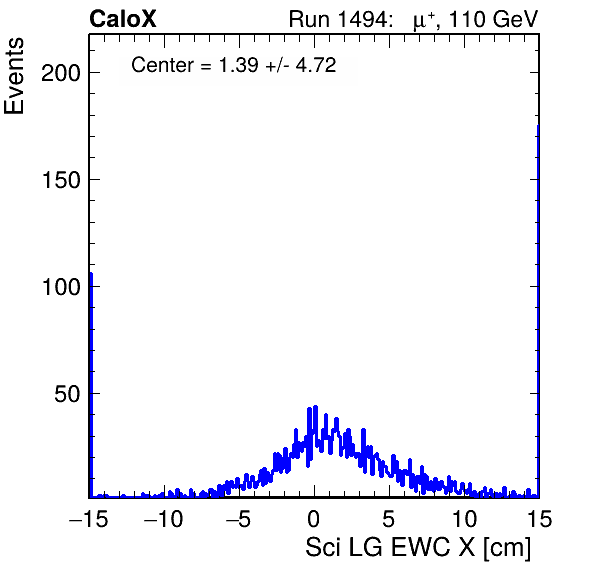 CaloX Run 1494: μ⁺, 110 GeV
Center = 1.39 +/- 4.72
Events
200
150
100
50
−15 −10 −5 0 5 10 15
Sci LG EWC X [cm]